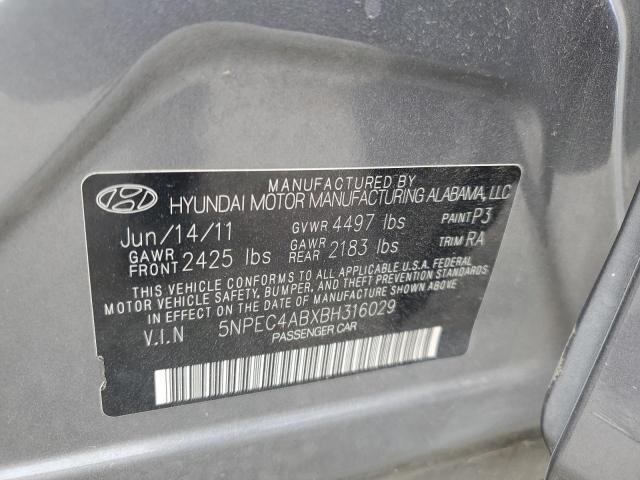 MANUFACTURED BY
HYUNDAI MOTOR MANUFACTURING ALABAMA, LLC
Jun/14/11 GVWR 4497 lbs PAINT P3
GAWR FRONT 2425 lbs GAWR REAR 2183 lbs TRIM RA
THIS VEHICLE CONFORMS TO ALL APPLICABLE U.S.A. FEDERAL
MOTOR VEHICLE SAFETY, BUMPER, AND THEFT PREVENTION STANDARDS
IN EFFECT ON THE DATE OF MANUFACTURE SHOWN ABOVE.
V.I.N 5NPEC4ABXBH316029
PASSENGER CAR